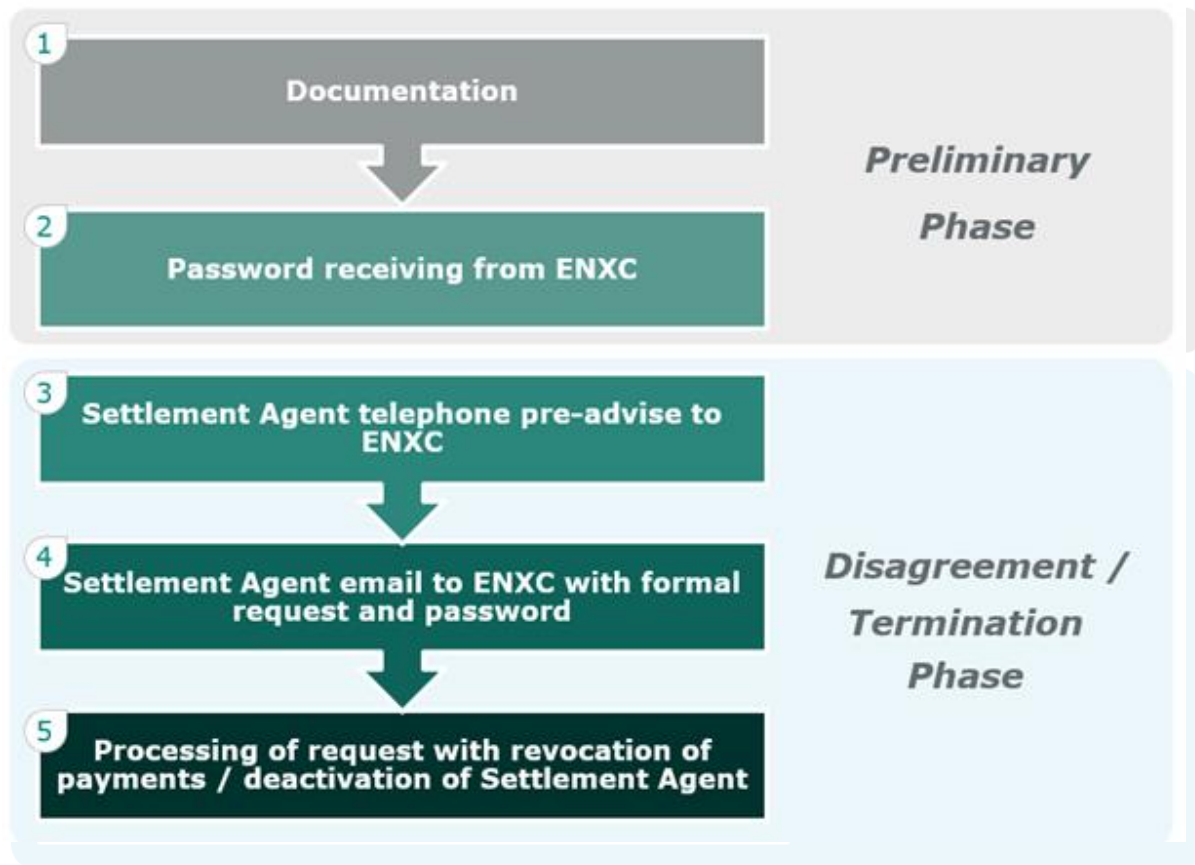 1
Documentation
Preliminary
Phase
2
Password receiving from ENXC
3
Settlement Agent telephone pre-advise to
ENXC
4
Settlement Agent email to ENXC with formal
request and password
Disagreement /
Termination
Phase
5
Processing of request with revocation of
payments / deactivation of Settlement Agent